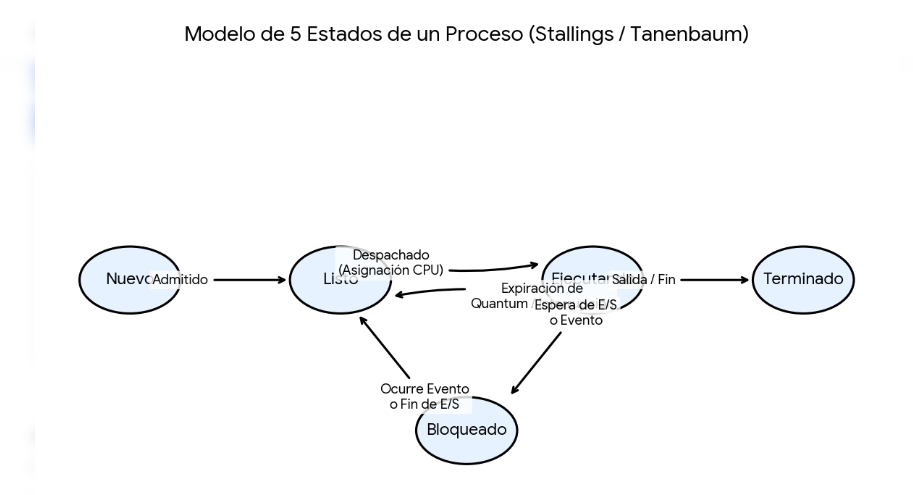 Modelo de 5 Estados de un Proceso (Stallings / Tanenbaum)
Despachado
(Asignación CPU)
Nuevo
Admitido
Listo
Salida / Fin
Terminado
Expiración de
Quantum /
Espera de E/S
o Evento
Ocurre Evento
o Fin de E/S
Bloqueado